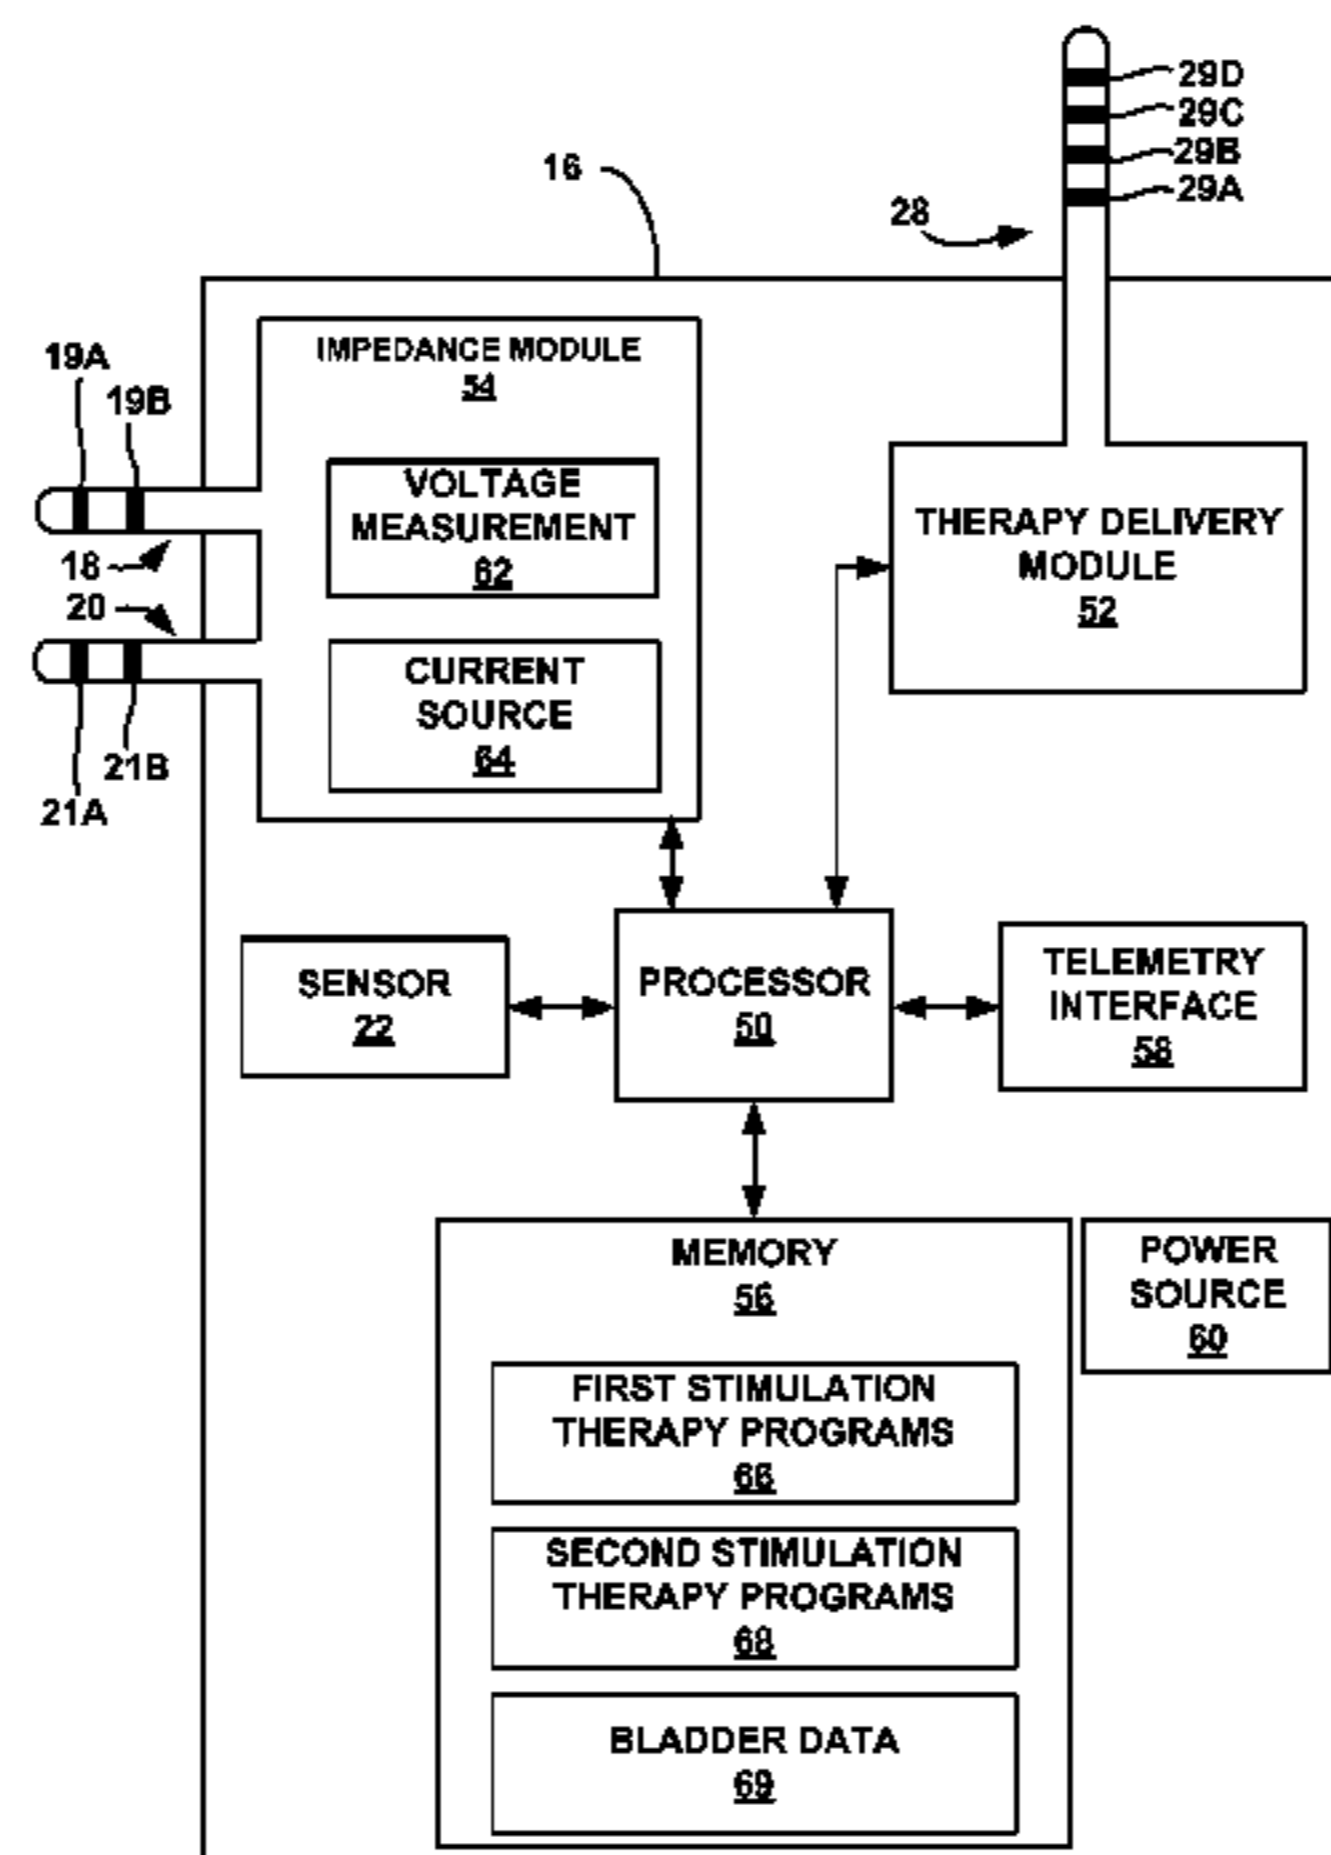 29D
29C
29B
29A
16
28
19A
19B
IMPEDANCE MODULE
54
VOLTAGE
MEASUREMENT
62
THERAPY DELIVERY
MODULE
52
18
20
CURRENT
SOURCE
64
21B
21A
SENSOR
22
PROCESSOR
50
TELEMETRY
INTERFACE
58
MEMORY
56
POWER
SOURCE
60
FIRST STIMULATION
THERAPY PROGRAMS
66
SECOND STIMULATION
THERAPY PROGRAMS
68
BLADDER DATA
69